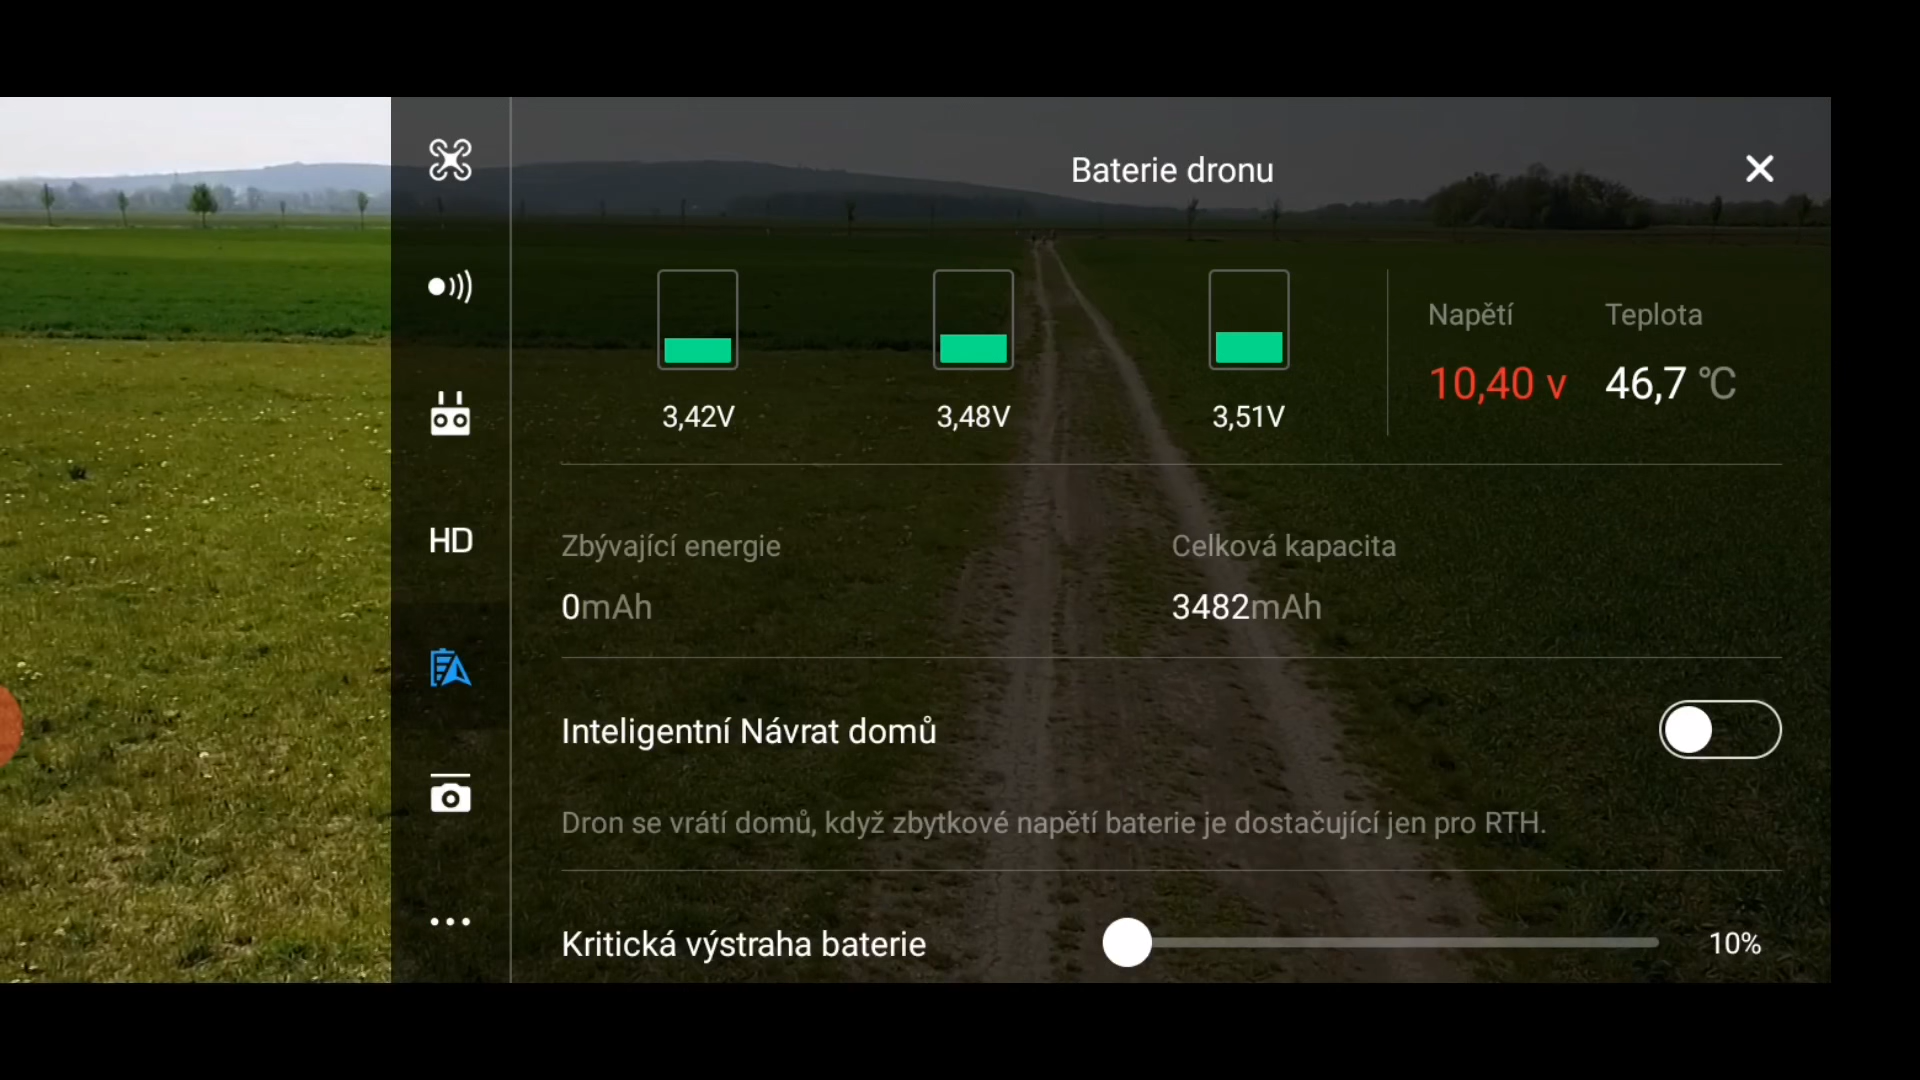 Baterie dronu
Napětí Teplota
10,40 v 46,7 °C
3,42V 3,48V 3,51V
HD
Zbývající energie Celková kapacita
0mAh 3482mAh
Inteligentní Návrat domů
Dron se vrátí domů, když zbytkové napětí baterie je dostačující jen pro RTH.
Kritická výstraha baterie 10%